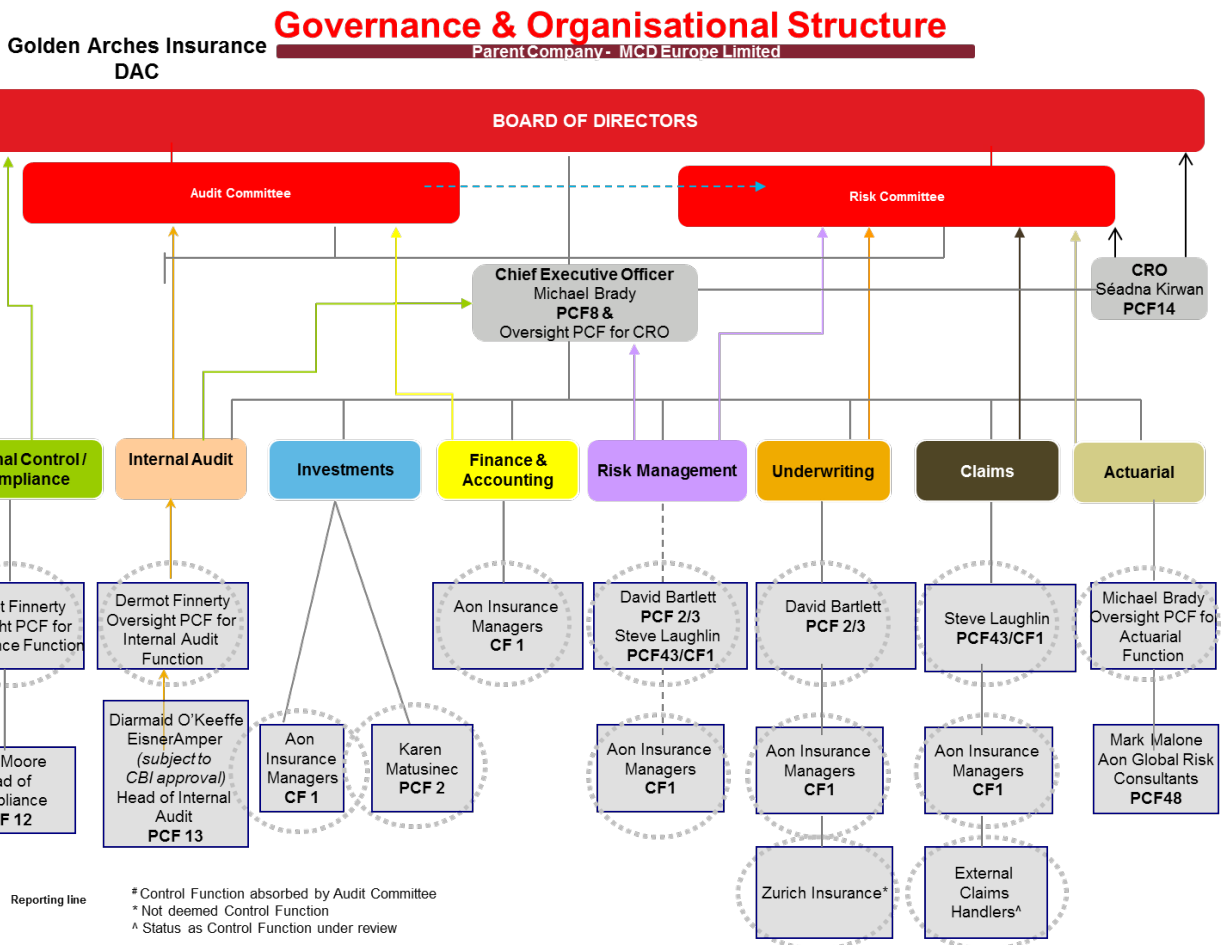 Governance & Organisational Structure
Golden Arches Insurance
DAC
Parent Company - MCD Europe Limited
BOARD OF DIRECTORS
Audit Committee
Risk Committee
Chief Executive Officer
Michael Brady
PCF8 &
Oversight PCF for CRO
CRO
Séadna Kirwan
PCF14
nal Control /
mpliance
Internal Audit
Investments
Finance &
Accounting
Risk Management
Underwriting
Claims
Actuarial
t Finnerty
ht PCF for
nce Function
Dermot Finnerty
Oversight PCF for
Internal Audit
Function
Aon Insurance
Managers
CF 1
David Bartlett
PCF 2/3
Steve Laughlin
PCF43/CF1
David Bartlett
PCF 2/3
Steve Laughlin
PCF43/CF1
Michael Brady
Oversight PCF for
Actuarial
Function
Moore
ad of
pliance
F 12
Diarmaid O'Keeffe
EisnerAmper
(subject to
CBI approval)
Head of Internal
Audit
PCF 13
Aon
Insurance
Managers
CF 1
Karen
Matusinec
PCF 2
Aon Insurance
Managers
CF1
Aon Insurance
Managers
CF1
Aon Insurance
Managers
CF1
Mark Malone
Aon Global Risk
Consultants
PCF48
Zurich Insurance*
External
Claims
Handlers^
Reporting line
# Control Function absorbed by Audit Committee
* Not deemed Control Function
^ Status as Control Function under review